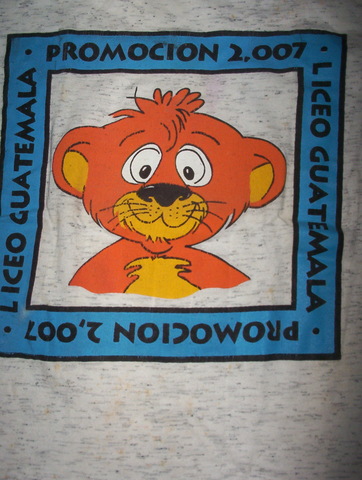 • PROMOCION 2.007 •
LICEO GUATEMALA •
PROMOCION 2,007 •
LICEO GUATEMALA